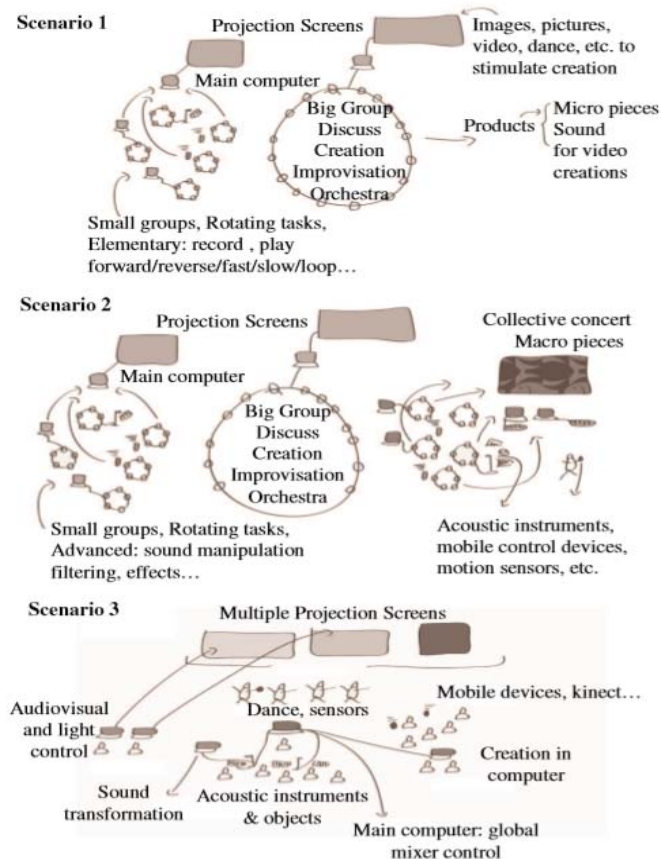 Scenario 1
Projection Screens
Images, pictures,
video, dance, etc. to
stimulate creation
Main computer
Big Group
Discuss
Creation
Improvisation
Orchestra
Products
Micro pieces
Sound
for video
creations
Small groups, Rotating tasks,
Elementary: record , play
forward/reverse/fast/slow/loop…
Scenario 2
Projection Screens
Collective concert
Macro pieces
Main computer
Big Group
Discuss
Creation
Improvisation
Orchestra
Small groups, Rotating tasks,
Advanced: sound manipulation
filtering, effects…
Acoustic instruments,
mobile control devices,
motion sensors, etc.
Scenario 3
Multiple Projection Screens
Audiovisual
and light
control
Dance, sensors
Mobile devices, kinect…
Creation in
computer
Sound
transformation
Acoustic instruments
& objects
Main computer: global
mixer control